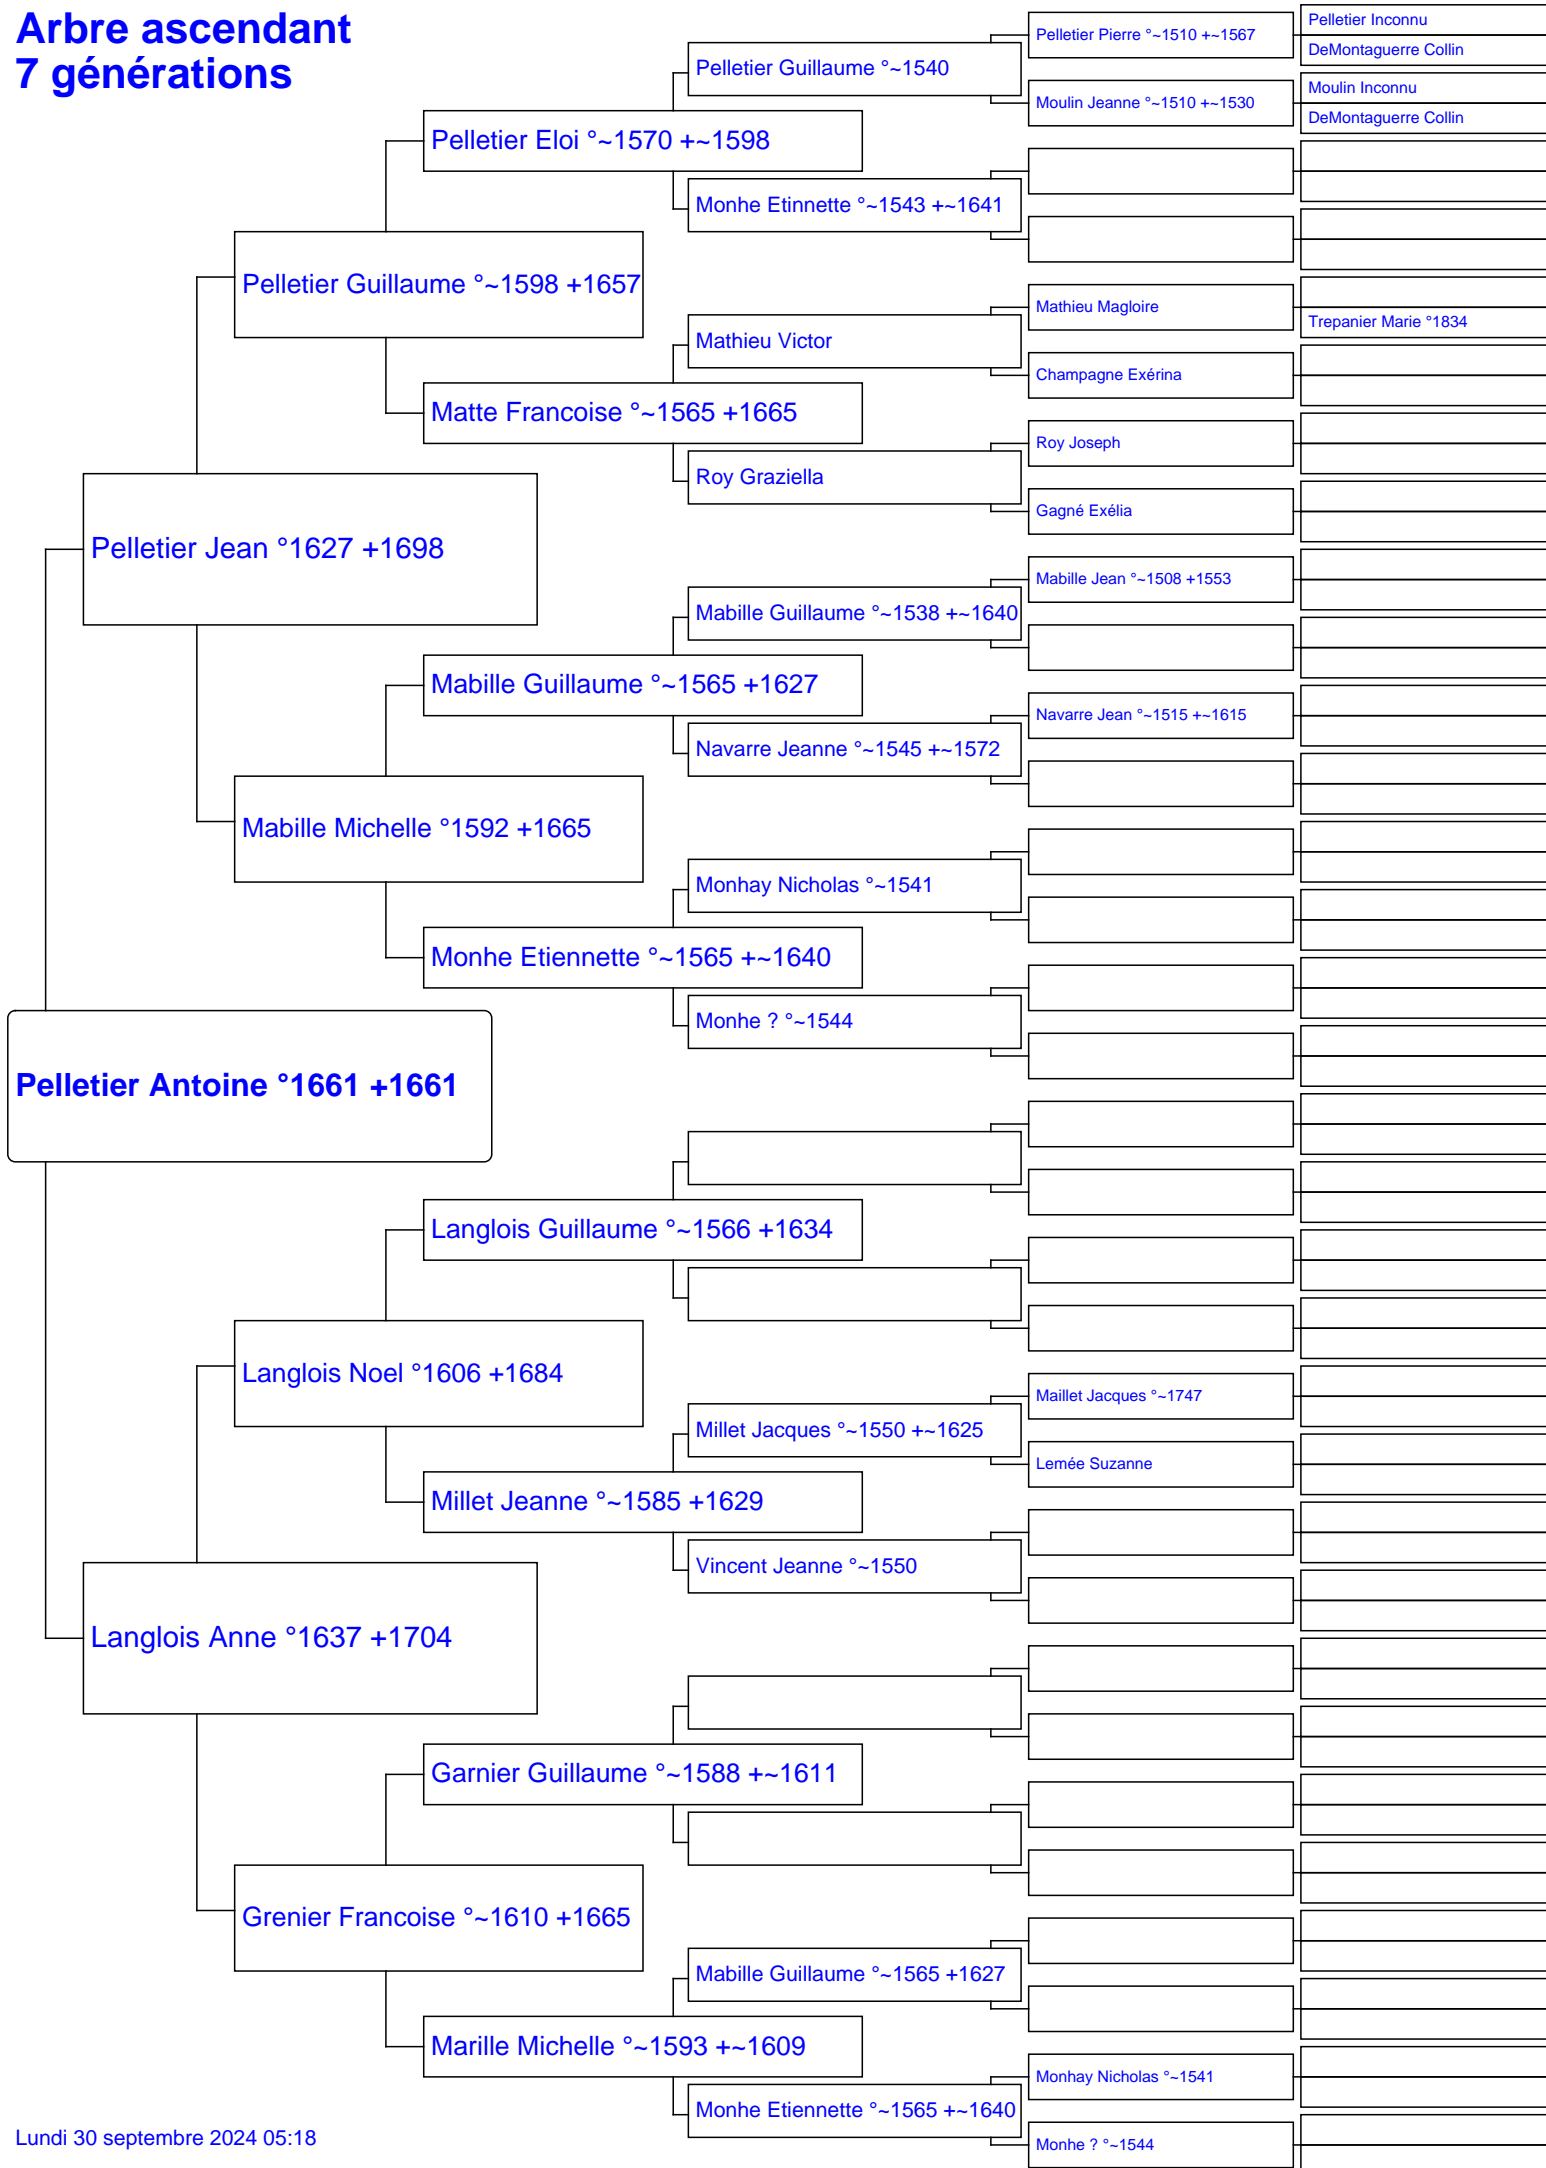 Arbre ascendant
7 générations
Pelletier Antoine °1661 +1661
Pelletier Jean °1627 +1698
Langlois Anne °1637 +1704
Pelletier Guillaume °~1598 +1657
Mabille Michelle °1592 +1665
Langlois Noel °1606 +1684
Grenier Francoise °~1610 +1665
Pelletier Eloi °~1570 +~1598
Matte Francoise °~1565 +1665
Mabille Guillaume °~1565 +1627
Monhe Etiennette °~1565 +~1640
Langlois Guillaume °~1566 +1634
Millet Jeanne °~1585 +1629
Garnier Guillaume °~1588 +~1611
Marille Michelle °~1593 +~1609
Pelletier Guillaume °~1540
Monhe Etinnette °~1543 +~1641
Mathieu Victor
Roy Graziella
Mabille Guillaume °~1538 +~1640
Navarre Jeanne °~1545 +~1572
Monhay Nicholas °~1541
Monhe ? °~1544
Millet Jacques °~1550 +~1625
Vincent Jeanne °~1550
Mabille Guillaume °~1565 +1627
Monhe Etiennette °~1565 +~1640
Pelletier Pierre °~1510 +~1567
Moulin Jeanne °~1510 +~1530
Mathieu Magloire
Champagne Exérina
Roy Joseph
Gagné Exélia
Mabille Jean °~1508 +1553
Navarre Jean °~1515 +~1615
Maillet Jacques °~1747
Lemée Suzanne
Monhay Nicholas °~1541
Monhe ? °~1544
Pelletier Inconnu
DeMontaguerre Collin
Moulin Inconnu
DeMontaguerre Collin
Trepanier Marie °1834
Lundi 30 septembre 2024 05:18